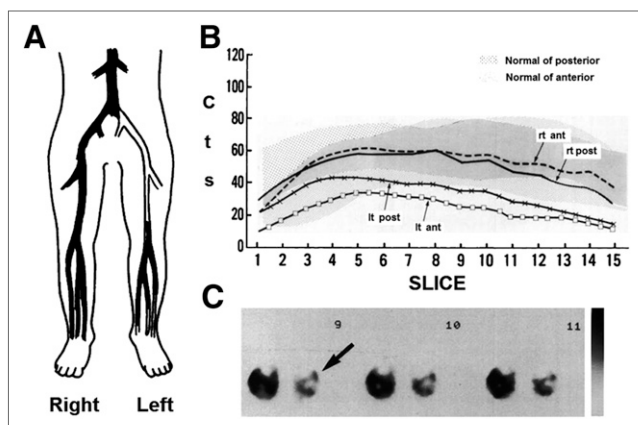 A
B
120
100
80
60
40
20
0
C
t
s
Normal of posterior
Normal of anterior
rt ant
rt post
lt post
lt ant
1 2 3 4 5 6 7 8 9 10 11 12 13 14 15
SLICE
C
9 10 11
Right Left